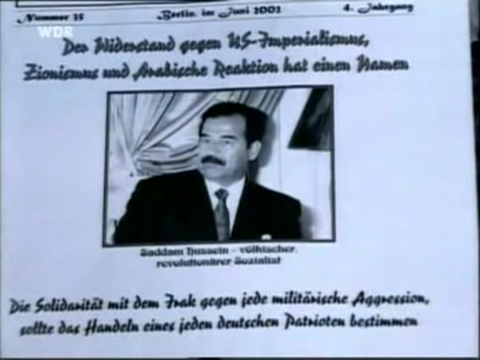 Nummer 35 Berlin, im Juni 2002 4. Jahrgang
WDR
Der Widerstand gegen US-Imperialismus,
Zionismus und Arabische Reaktion hat einen Namen
Saddam Hussein - völkischer,
revolutionärer Sozialist
Die Solidarität mit dem Irak gegen jede militärische Aggression,
sollte das Handeln eines jeden deutschen Patrioten bestimmen